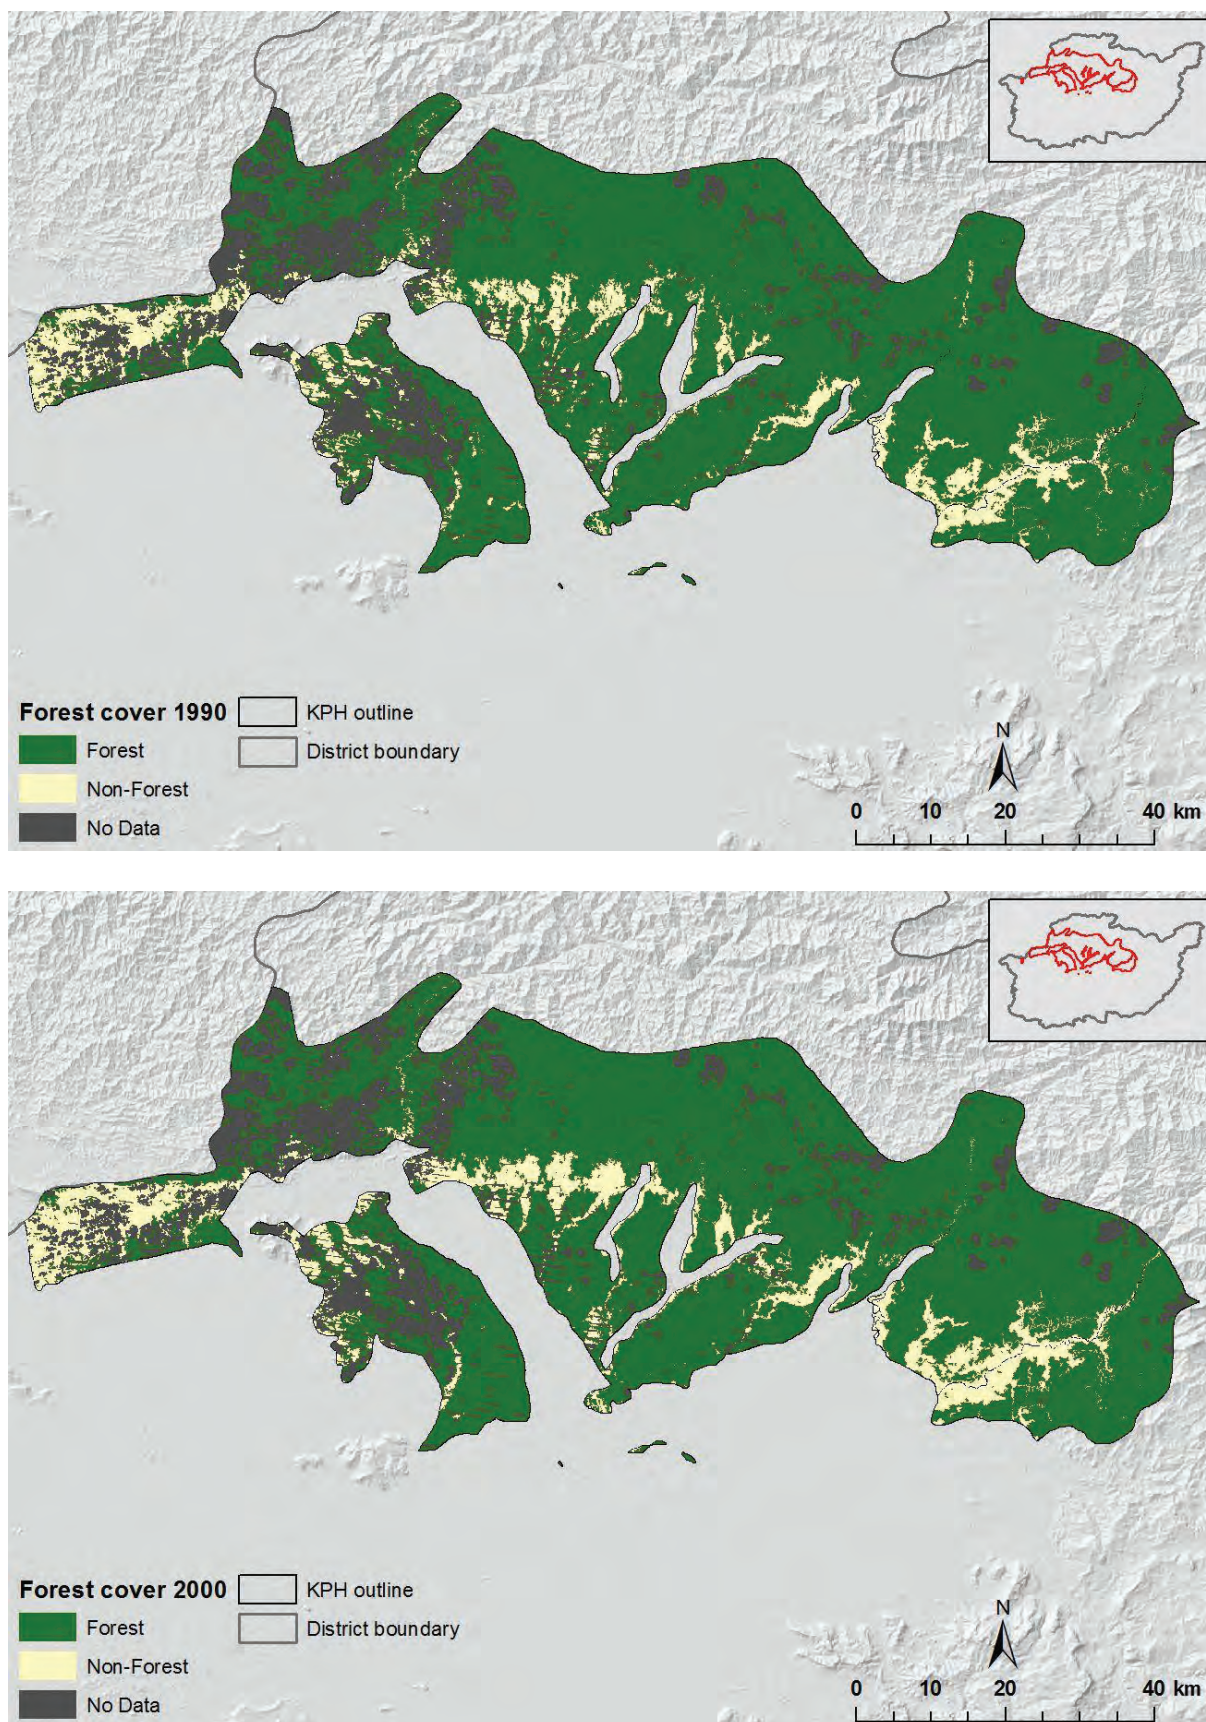 Forest cover 1990
KPH outline
Forest
District boundary
Non-Forest
No Data
N
0 10 20 40 km
Forest cover 2000
KPH outline
Forest
District boundary
Non-Forest
No Data
N
0 10 20 40 km